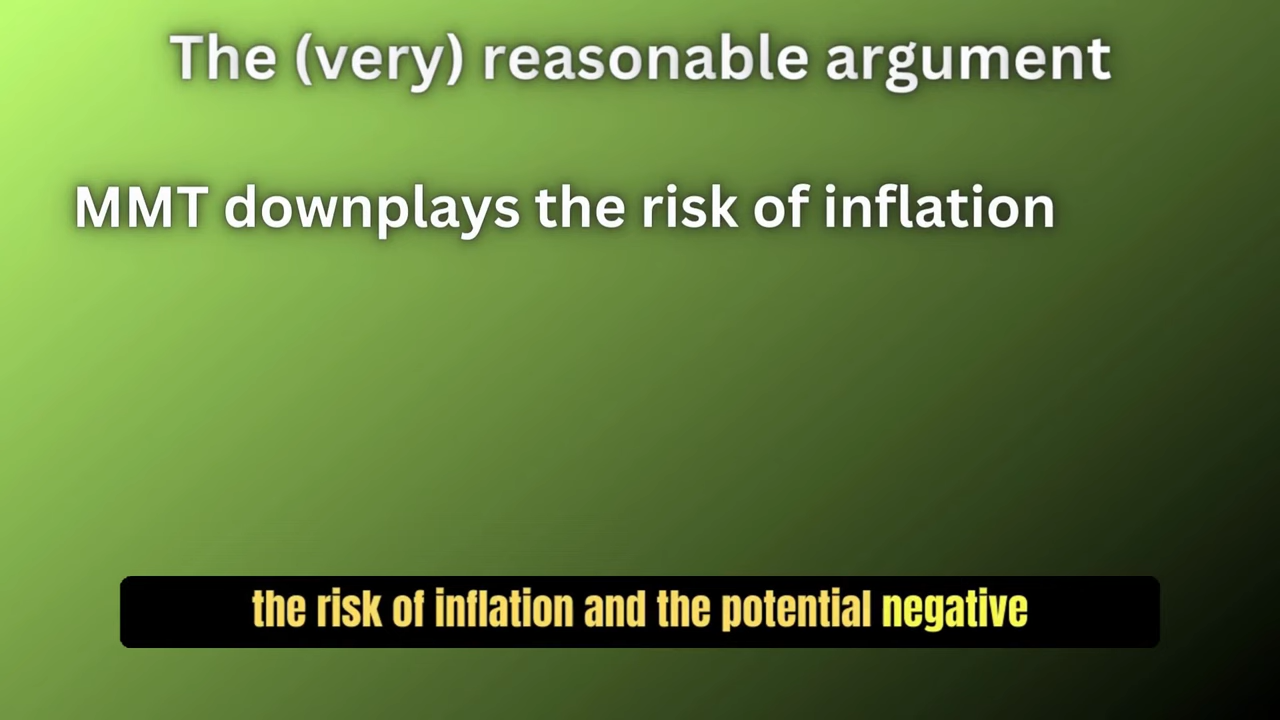 The (very) reasonable argument
MMT downplays the risk of inflation
the risk of inflation and the potential negative